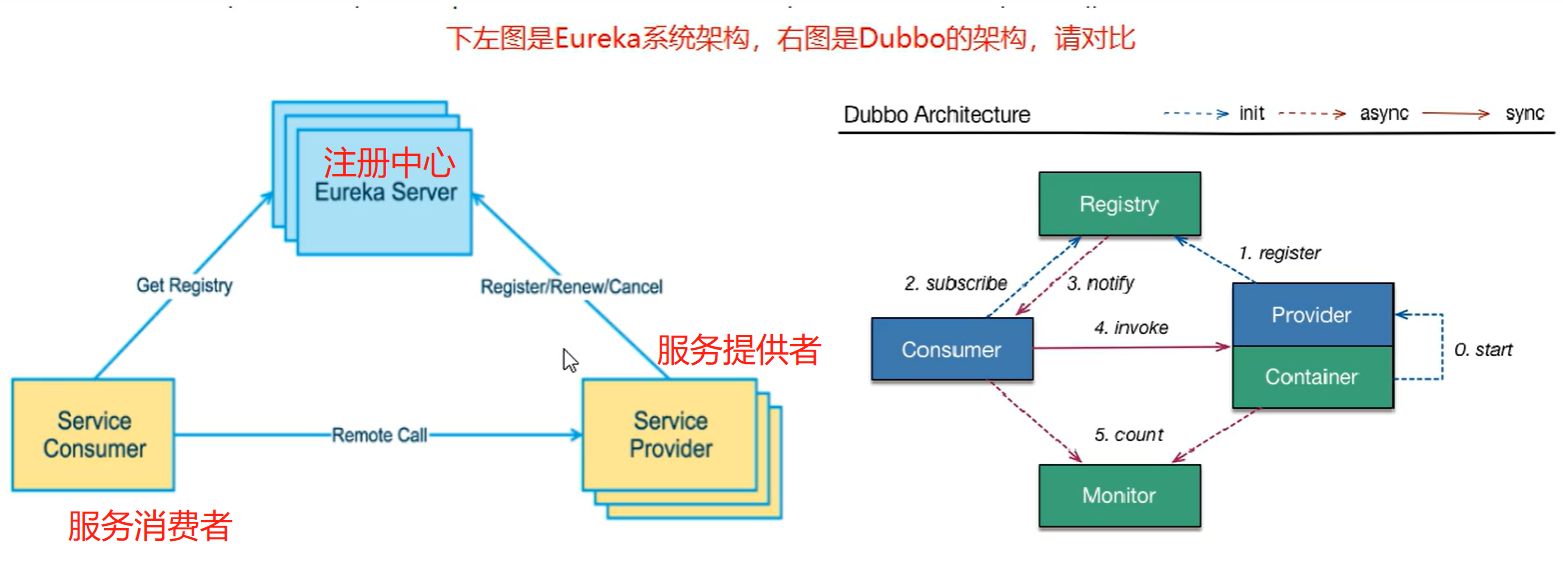 下左图是Eureka系统架构，右图是Dubbo的架构，请对比
注册中心
Eureka Server
Get Registry
Register/Renew/Cancel
服务提供者
Service
Consumer
Remote Call
Service
Provider
服务消费者
Dubbo Architecture
init
async
sync
Registry
1. register
2. subscribe
3. notify
Provider
4. invoke
Consumer
0. start
Container
5. count
Monitor